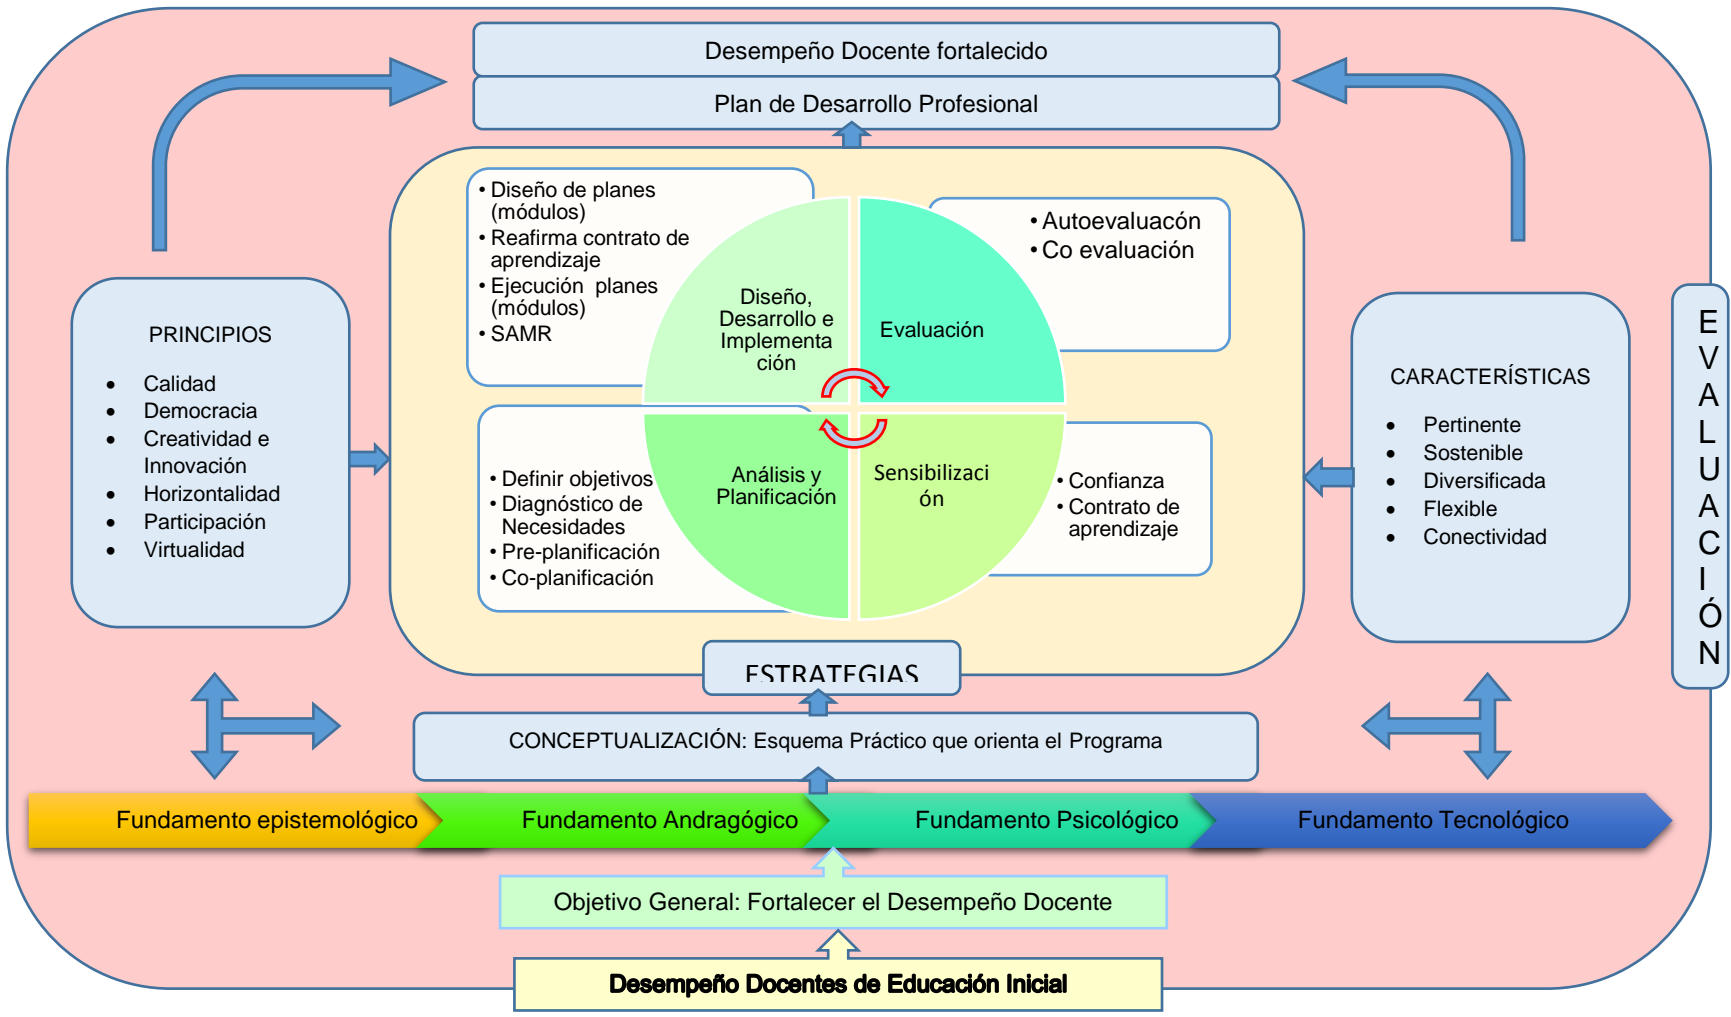 Desempeño Docente fortalecido
Plan de Desarrollo Profesional
• Diseño de planes
(módulos)
• Reafirma contrato de
aprendizaje
• Ejecución planes
(módulos)
• SAMR
Diseño,
Desarrollo e
Implementa
ción
Evaluación
• Autoevaluacón
• Co evaluación
PRINCIPIOS
• Calidad
• Democracia
• Creatividad e
Innovación
• Horizontalidad
• Participación
• Virtualidad
• Definir objetivos
• Diagnóstico de
Necesidades
• Pre-planificación
• Co-planificación
Análisis y
Planificación
Sensibilizaci
ón
• Confianza
• Contrato de
aprendizaje
CARACTERÍSTICAS
• Pertinente
• Sostenible
• Diversificada
• Flexible
• Conectividad
EVALUACIÓN
ESTRATEGIAS
CONCEPTUALIZACIÓN: Esquema Práctico que orienta el Programa
Fundamento epistemológico
Fundamento Andragógico
Fundamento Psicológico
Fundamento Tecnológico
Objetivo General: Fortalecer el Desempeño Docente
Desempeño Docentes de Educación Inicial